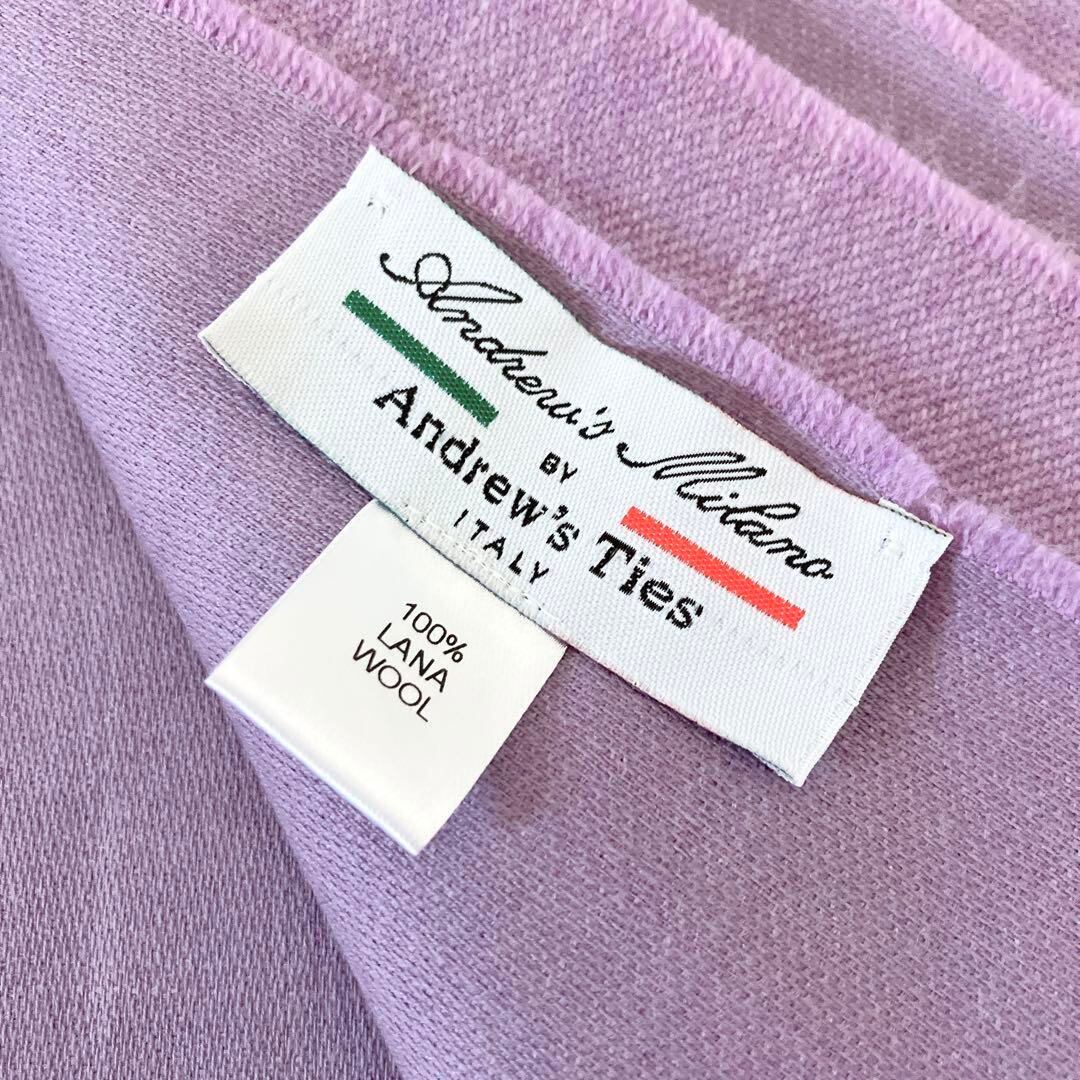 Andrew's Milano
BY
Andrew's Ties
ITALY
100%
LANA
WOOL